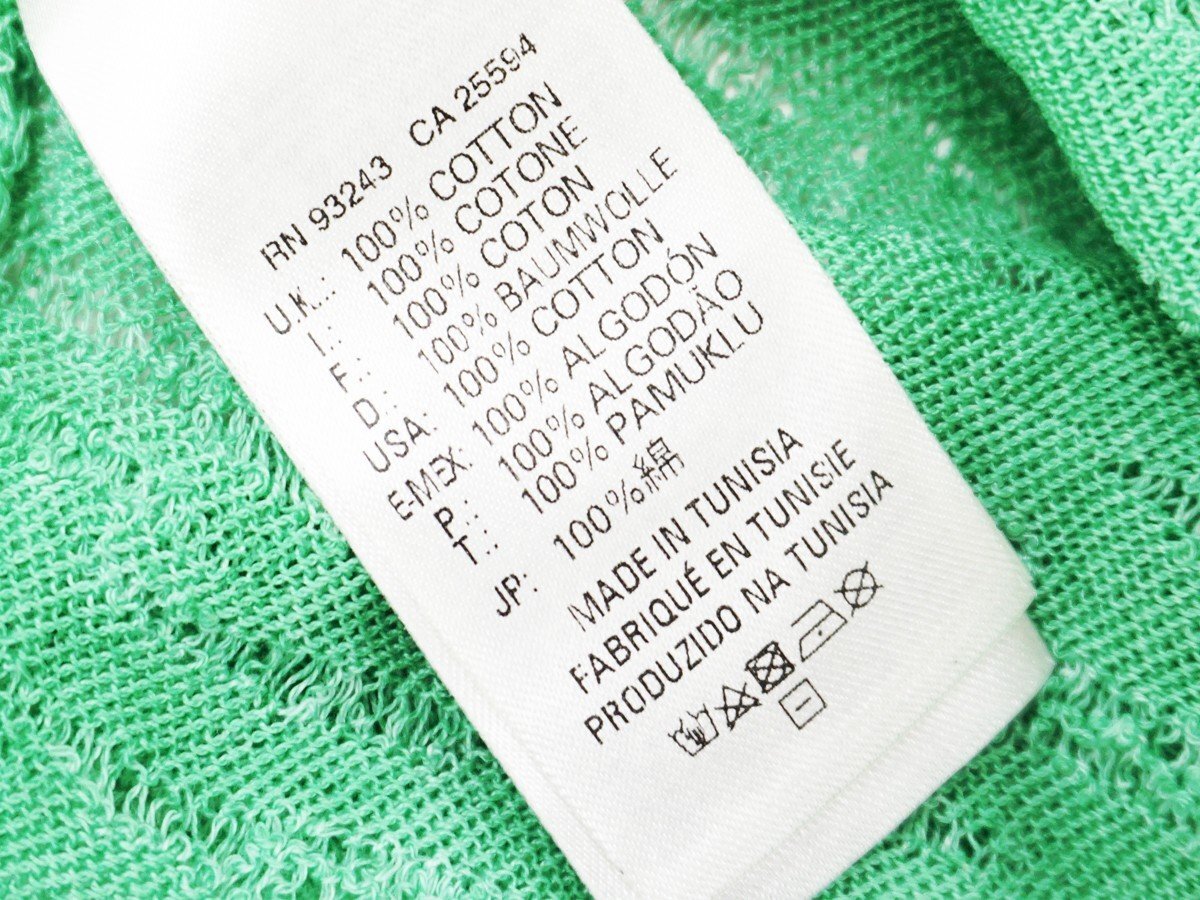 RN 93243 CA 25594
U.K..: 100% COTTON
I.: 100% COTONE
F.: 100% COTON
D.: 100% BAUMWOLLE
USA: 100% COTTON
E-MEX: 100% ALGODÓN
P.: 100% ALGODÃO
T.: 100% PAMUKLU
JP: 100%綿
MADE IN TUNISIA
FABRIQUÉ EN TUNISIE
PRODUZIDO NA TUNISIA